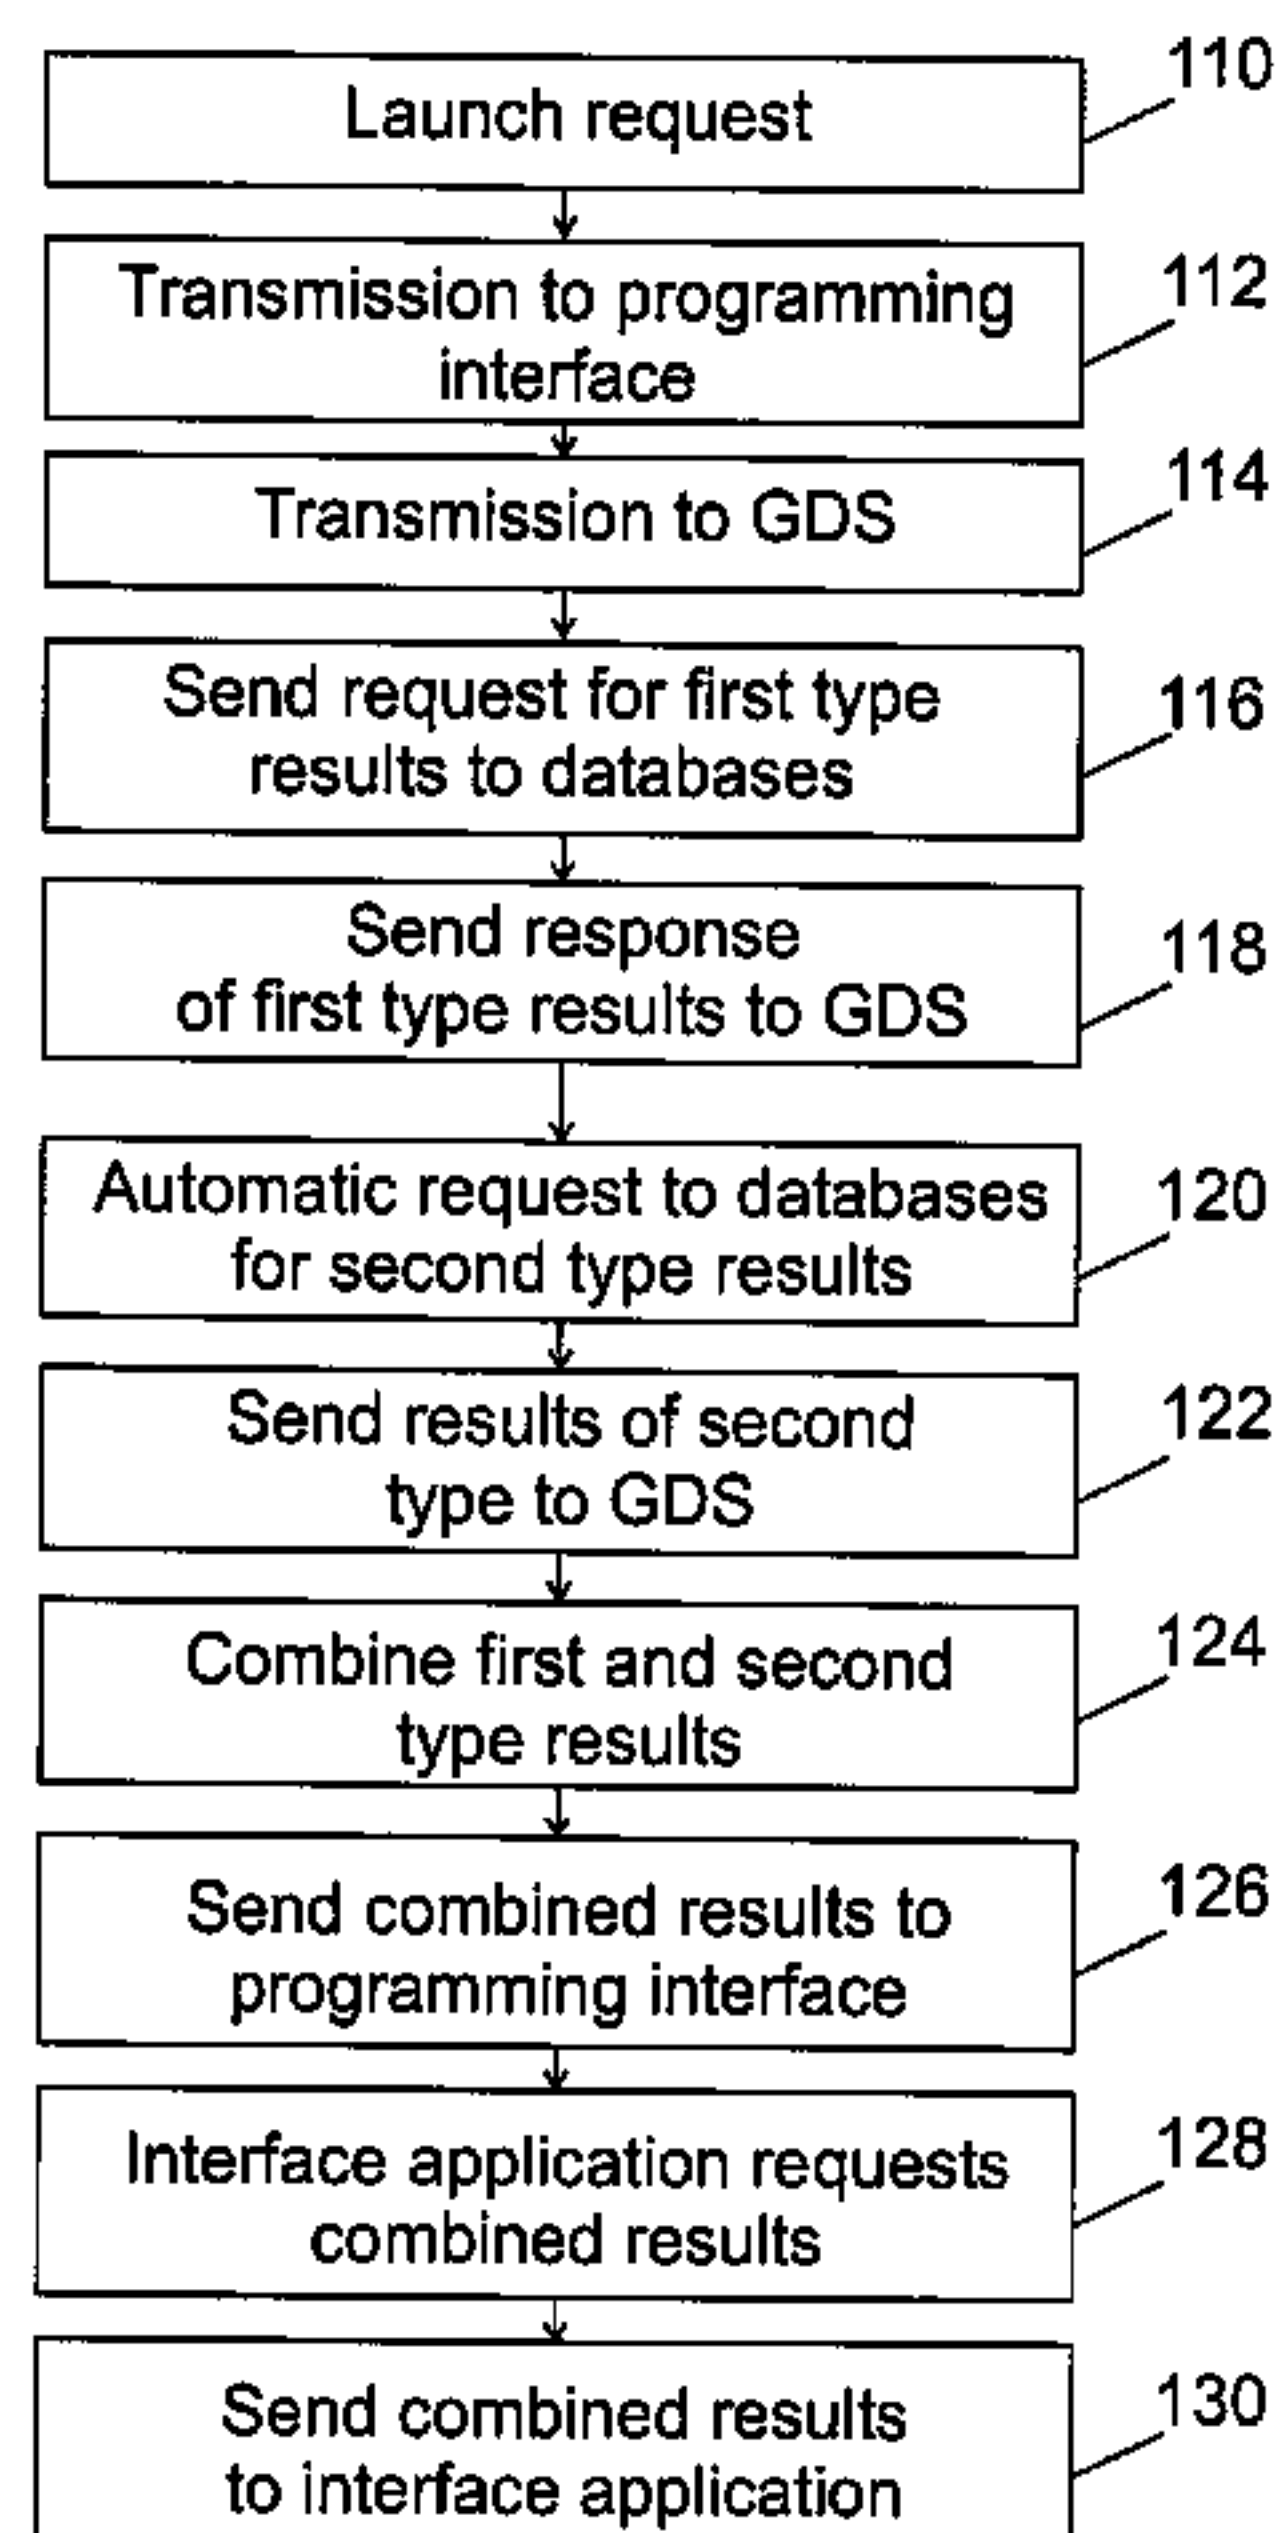 Launch request
110
Transmission to programming
interface
112
Transmission to GDS
114
Send request for first type
results to databases
116
Send response
of first type results to GDS
118
Automatic request to databases
for second type results
120
Send results of second
type to GDS
122
Combine first and second
type results
124
Send combined results to
programming interface
126
Interface application requests
combined results
128
Send combined results
to interface application
130